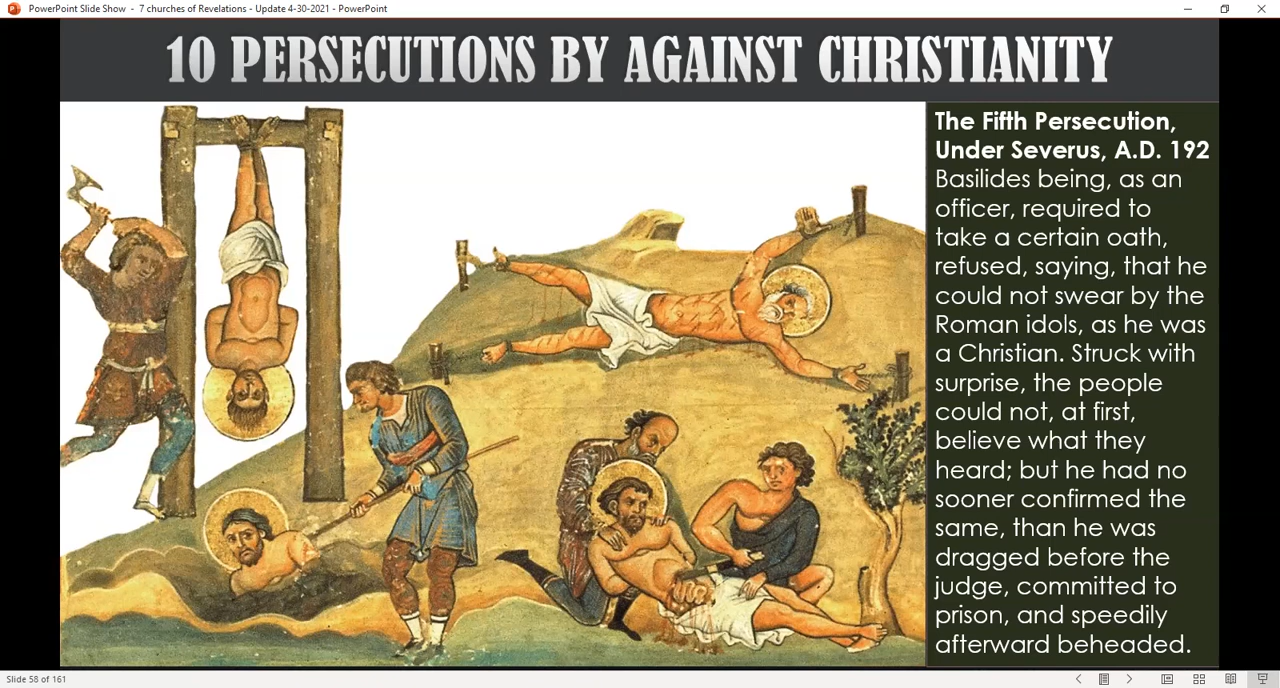 PowerPoint Slide Show - 7 churches of Revelations - Update 4-30-2021 - PowerPoint
10 PERSECUTIONS BY AGAINST CHRISTIANITY
The Fifth Persecution,
Under Severus, A.D. 192
Basilides being, as an
officer, required to
take a certain oath,
refused, saying, that he
could not swear by the
Roman idols, as he was
a Christian. Struck with
surprise, the people
could not, at first,
believe what they
heard; but he had no
sooner confirmed the
same, than he was
dragged before the
judge, committed to
prison, and speedily
afterward beheaded.
Slide 58 of 161